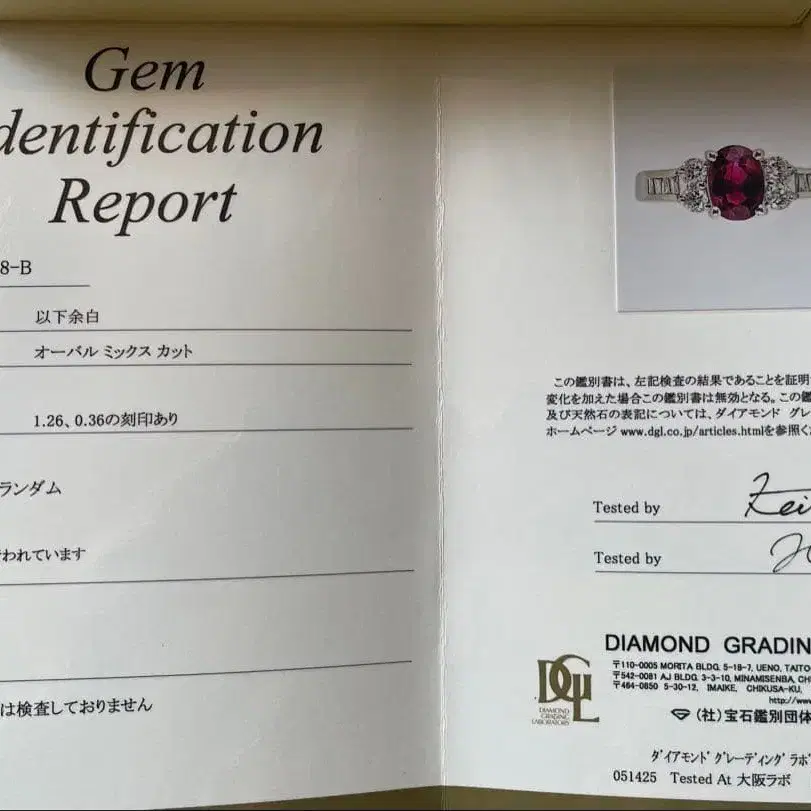 Gem
dentification
Report
8-B
以下余白
オーバル ミックス カット
1.26、0.36の刻印あり
ランダム
われています
は検査しておりません
この鑑別書は、左記検査の結果であることを証明
変化を加えた場合この鑑別書は無効となる。この鑑
及び天然石の表記については、ダイアモンド グレ
ホームページ www.dgl.co.jp/articles.htmlを参照く
Tested by
Tested by
DIAMOND GRADIN
〒110-0005 MORITA BLDG. 5-18-7, UENO, TAITO
〒542-0081 AJ BLDG. 3-3-10, MINAMISENBA, CH
〒464-0850 5-30-12, IMAIKE, CHIKUSA-KU,
http://ww
(社)宝石鑑別団体
DGL
DIAMOND
GRADING
LABORATORY
ダイアモンド グレーディング ラボ
051425 Tested At 大阪ラボ